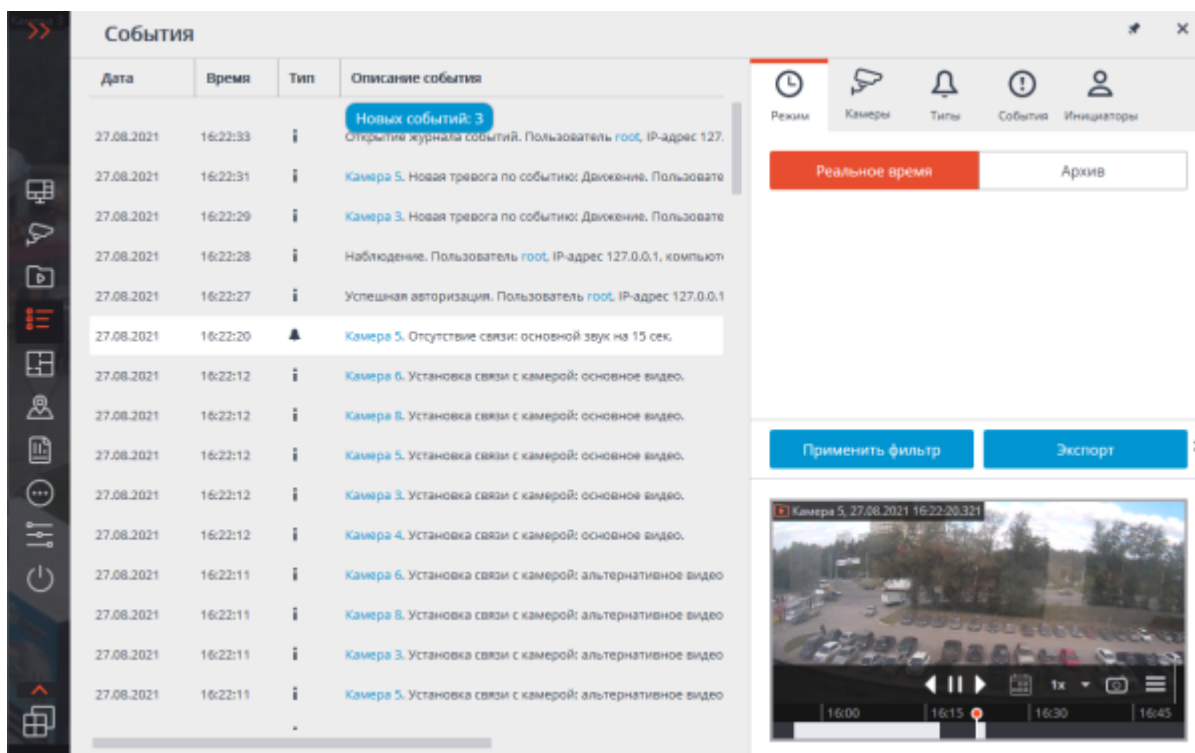 События
Дата Время Тип Описание события
Новых событий: 3
27.08.2021 16:22:33 Открытие журнала событий. Пользователь root, IP-адрес 127.
27.08.2021 16:22:31 Камера 5. Новая тревога по событию: Движение. Пользовате
27.08.2021 16:22:29 Камера 3. Новая тревога по событию: Движение. Пользовате
27.08.2021 16:22:28 Наблюдение. Пользователь root, IP-адрес 127.0.0.1, компьют
27.08.2021 16:22:27 Успешная авторизация. Пользователь root, IP-адрес 127.0.0.1
27.08.2021 16:22:20 Камера 5. Отсутствие связи: основной звук на 15 сек.
27.08.2021 16:22:12 Камера 6. Установка связи с камерой: основное видео.
27.08.2021 16:22:12 Камера 8. Установка связи с камерой: основное видео.
27.08.2021 16:22:12 Камера 5. Установка связи с камерой: основное видео.
27.08.2021 16:22:12 Камера 3. Установка связи с камерой: основное видео.
27.08.2021 16:22:12 Камера 4. Установка связи с камерой: основное видео.
27.08.2021 16:22:11 Камера 6. Установка связи с камерой: альтернативное видео
27.08.2021 16:22:11 Камера 8. Установка связи с камерой: альтернативное видео
27.08.2021 16:22:11 Камера 3. Установка связи с камерой: альтернативное видео
27.08.2021 16:22:11 Камера 5. Установка связи с камерой: альтернативное видео
Режим Камеры Типы События Инициаторы
Реальное время Архив
Применить фильтр Экспорт
Камера 5, 27.08.2021 16:22:20.321
1x
16:00 16:15 16:30 16:45